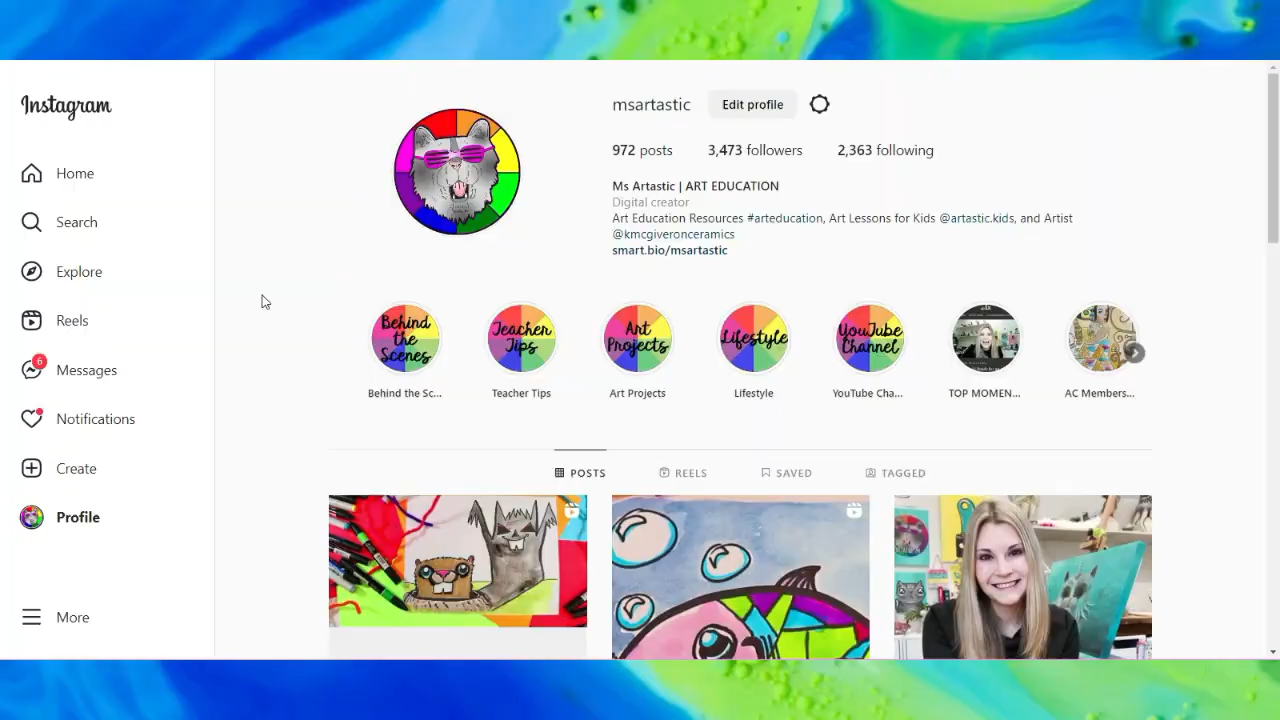 Instagram
Home
Search
Explore
Reels
6
Messages
Notifications
Create
Profile
More
msartastic
Edit profile
972 posts
3,473 followers
2,363 following
Ms Artastic | ART EDUCATION
Digital creator
Art Education Resources #arteducation, Art Lessons for Kids @artastic.kids, and Artist
@kmcgiveronceramics
smart.bio/msartastic
Behind
the
Scenes
Teacher
Tips
Art
Projects
Lifestyle
YouTube
Channel
Behind the Sc...
Teacher Tips
Art Projects
Lifestyle
YouTube Cha...
TOP MOMEN...
AC Members...
POSTS
REELS
SAVED
TAGGED